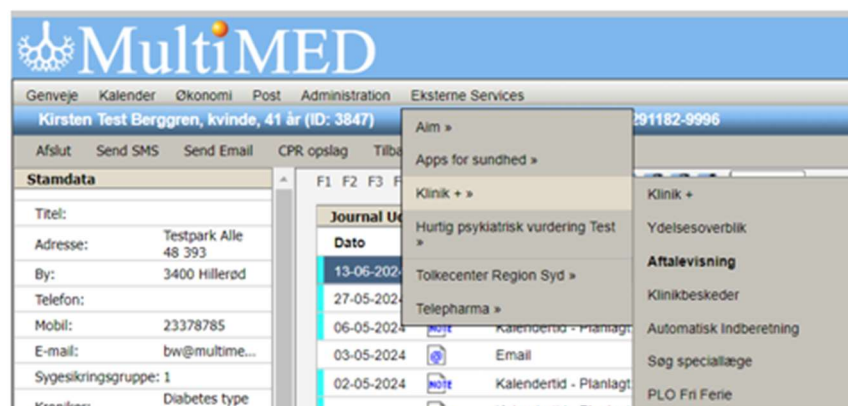 MultiMED
Genveje Kalender Økonomi Post Administration Eksterne Services
Kirsten Test Berggren, kvinde, 41 år (ID: 3847) 291182-9996
Afslut Send SMS Send Email CPR opslag
Aim »
Apps for sundhed »
Klinik + »
Hurtig psykiatrisk vurdering Test
»
Tolkecenter Region Syd »
Telepharma »
Klinik +
Ydelsesoverblik
Aftalevisning
Klinikbeskeder
Automatisk Indberetning
Søg speciallæge
PLO Fri Ferie
Stamdata
Titel:
Adresse: Testpark Alle
48 393
By: 3400 Hillerød
Telefon:
Mobil: 23378785
E-mail: bw@multime...
Sygesikringsgruppe: 1
Diabetes type
F1 F2 F3
Journal
Dato
13-06-202
27-05-2024
06-05-2024 NOTE Kalendertid - Planlagt
03-05-2024 @ Email
02-05-2024 NOTE Kalendertid - Planlagt